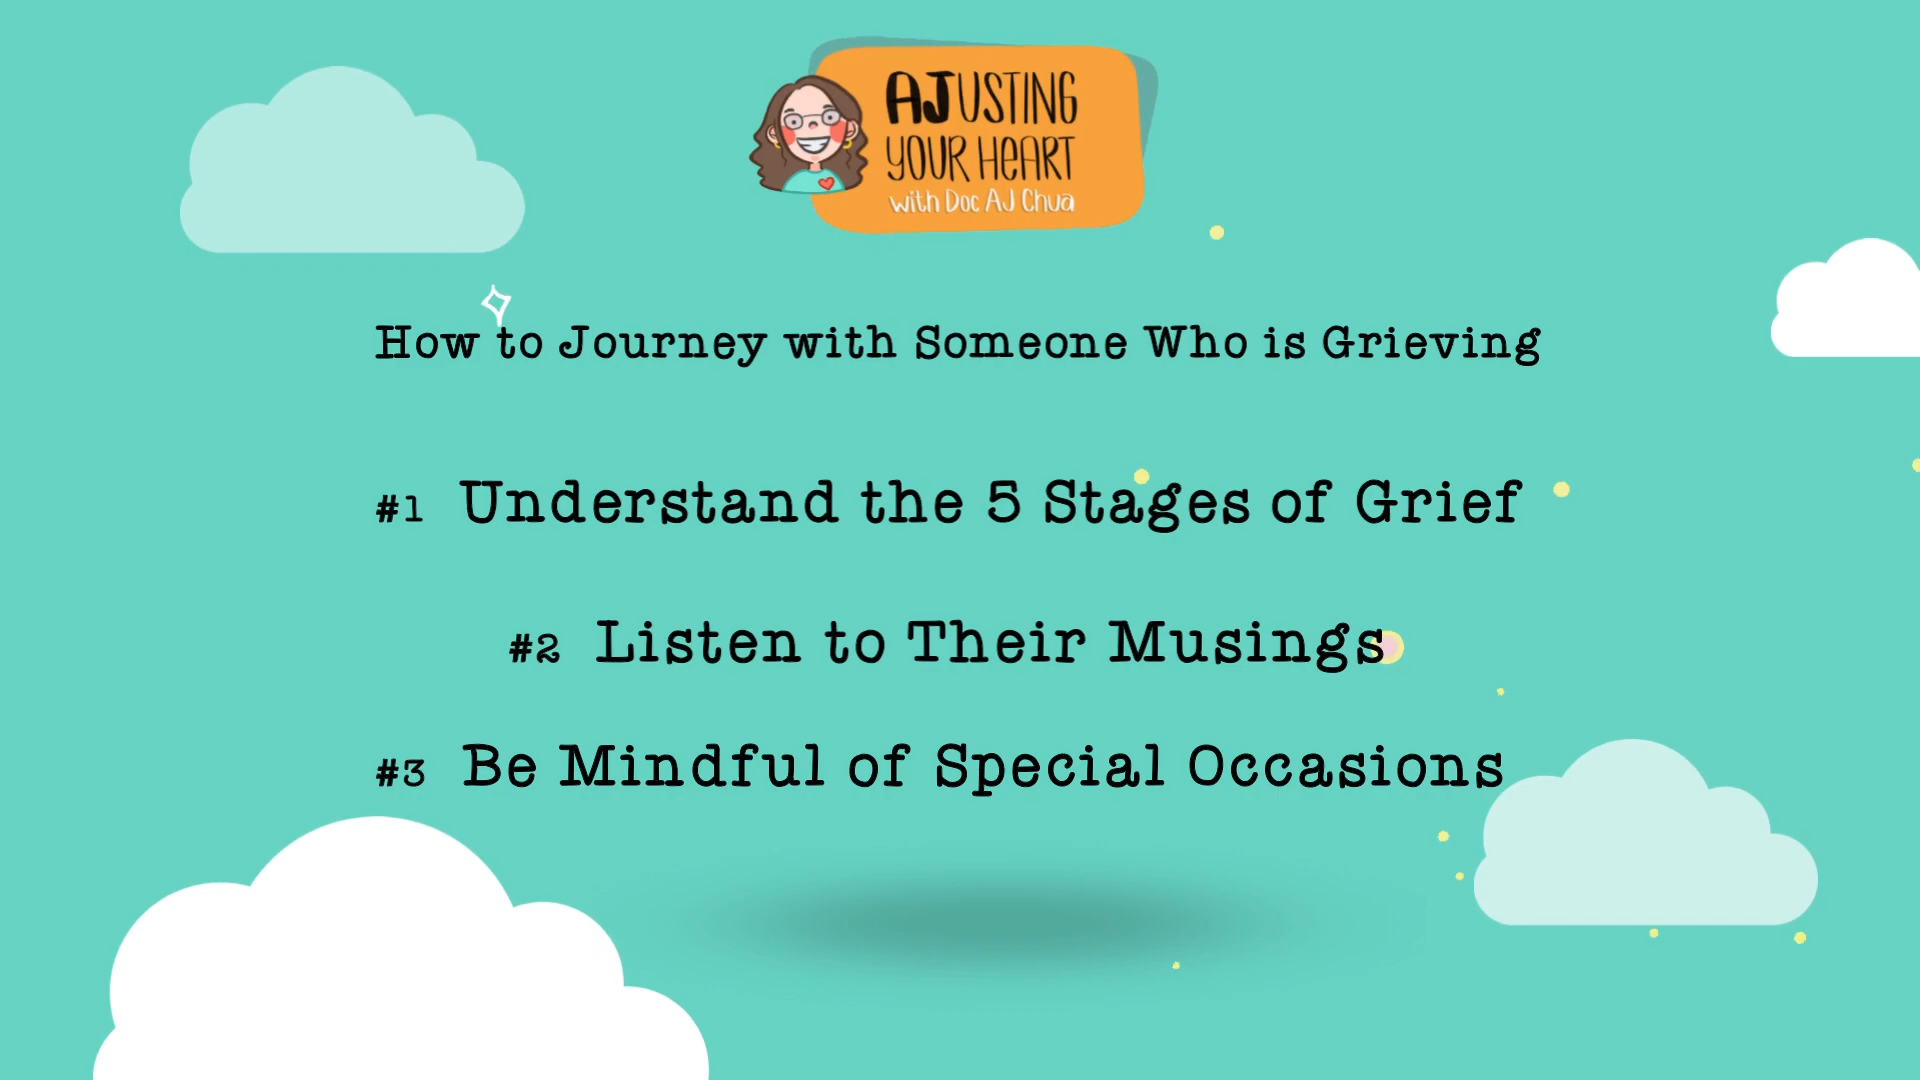 AJUSTING
YOUR HEART
with Doc AJ Chua
How to Journey with Someone Who is Grieving
#1 Understand the 5 Stages of Grief
#2 Listen to Their Musings
#3 Be Mindful of Special Occasions